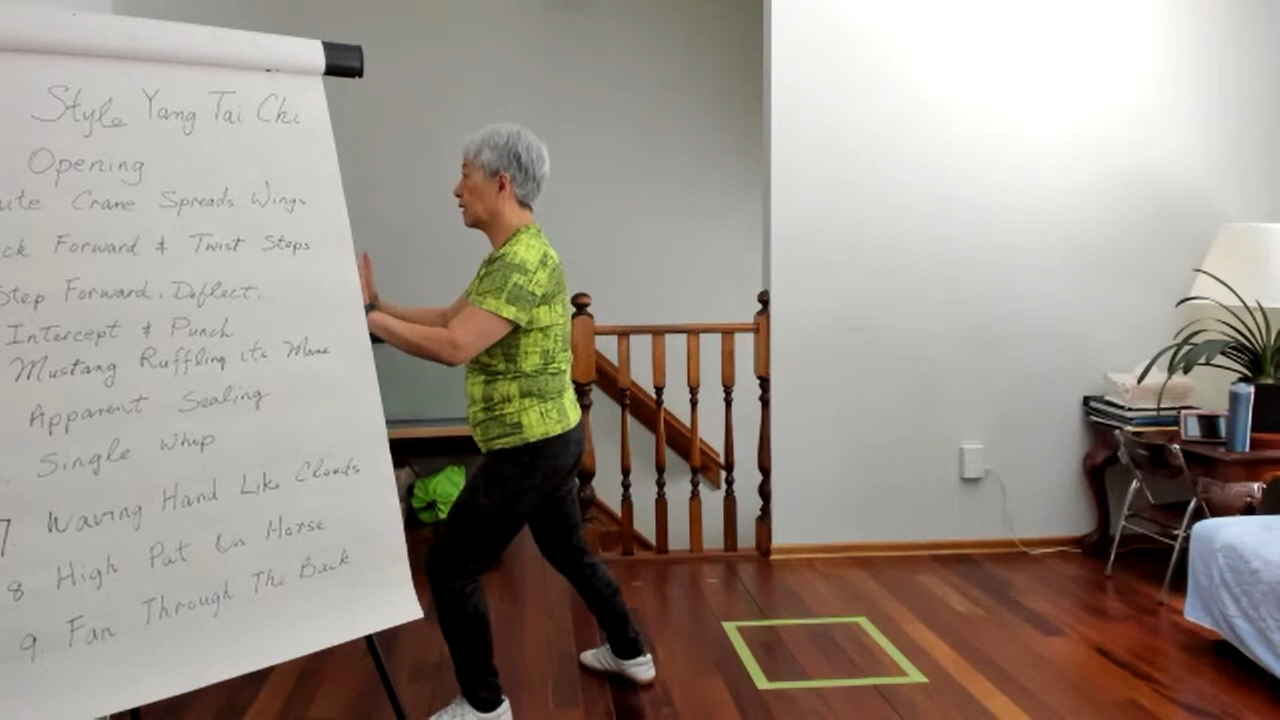 Style Yang Tai Chi
Opening
ute Crane Spreads Wings
ck Forward & Twist Steps
Step Forward. Deflect.
Intercept & Punch
Mustang Ruffling its Mane
Apparent Sealing
Single Whip
7. Waving Hand Like Clouds
8 High Pat On Horse
9. Fan Through The Back